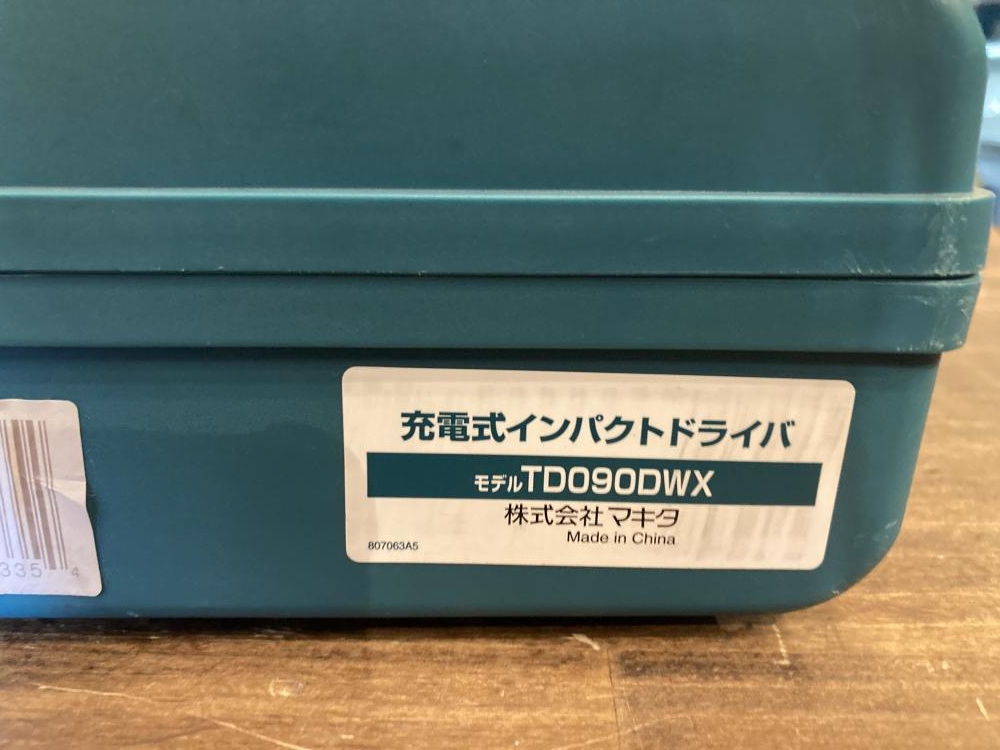 充電式インパクトドライバ
モデルTD090DWX
株式会社マキタ
Made in China
807063A5
335 4